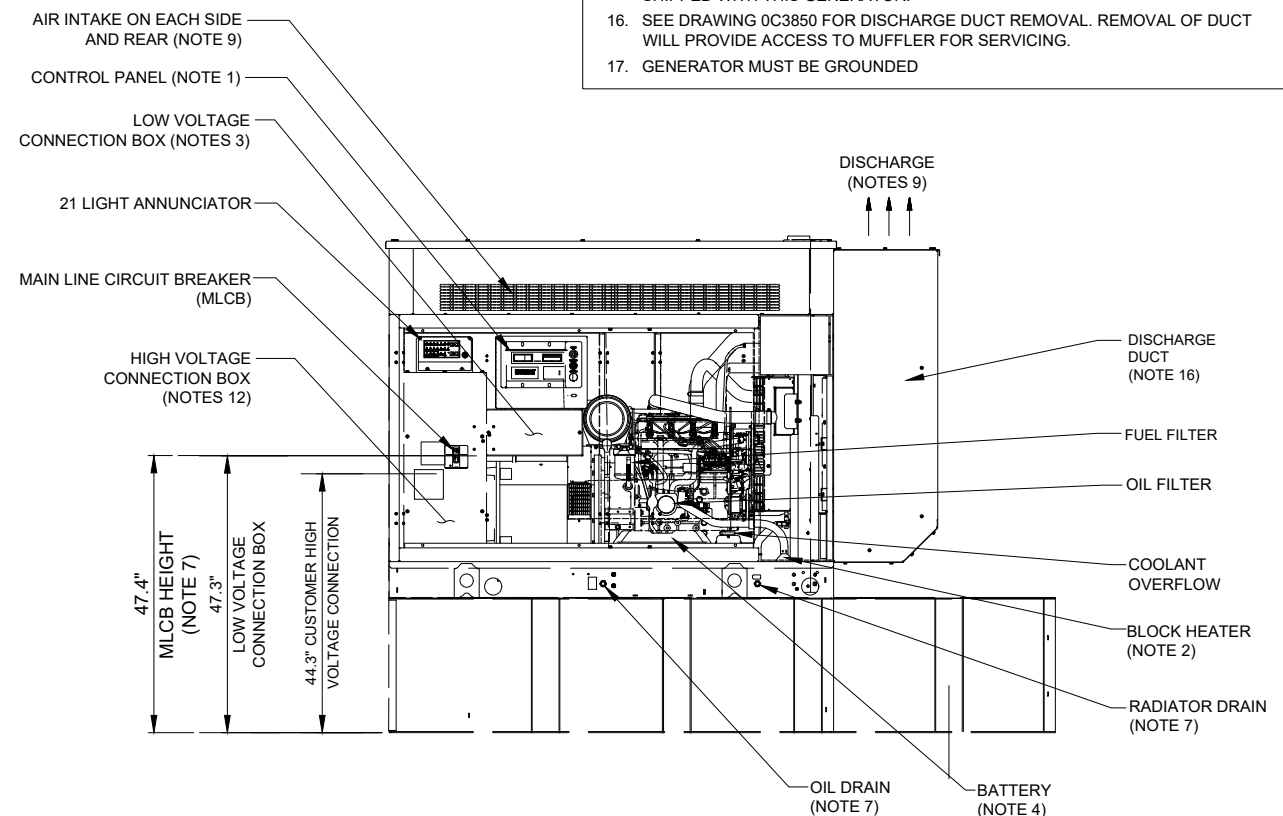 SHIPPED WITH THIS GENERATOR.
16. SEE DRAWING 0C3850 FOR DISCHARGE DUCT REMOVAL. REMOVAL OF DUCT
WILL PROVIDE ACCESS TO MUFFLER FOR SERVICING.
17. GENERATOR MUST BE GROUNDED
AIR INTAKE ON EACH SIDE
AND REAR (NOTE 9)
CONTROL PANEL (NOTE 1)
LOW VOLTAGE
CONNECTION BOX (NOTES 3)
21 LIGHT ANNUNCIATOR
MAIN LINE CIRCUIT BREAKER
(MLCB)
HIGH VOLTAGE
CONNECTION BOX
(NOTES 12)
47.4"
MLCB HEIGHT
(NOTE 7)
47.3"
LOW VOLTAGE
CONNECTION BOX
44.3" CUSTOMER HIGH
VOLTAGE CONNECTION
DISCHARGE
(NOTES 9)
DISCHARGE
DUCT
(NOTE 16)
FUEL FILTER
OIL FILTER
COOLANT
OVERFLOW
BLOCK HEATER
(NOTE 2)
RADIATOR DRAIN
(NOTE 7)
OIL DRAIN
(NOTE 7)
BATTERY
(NOTE 4)